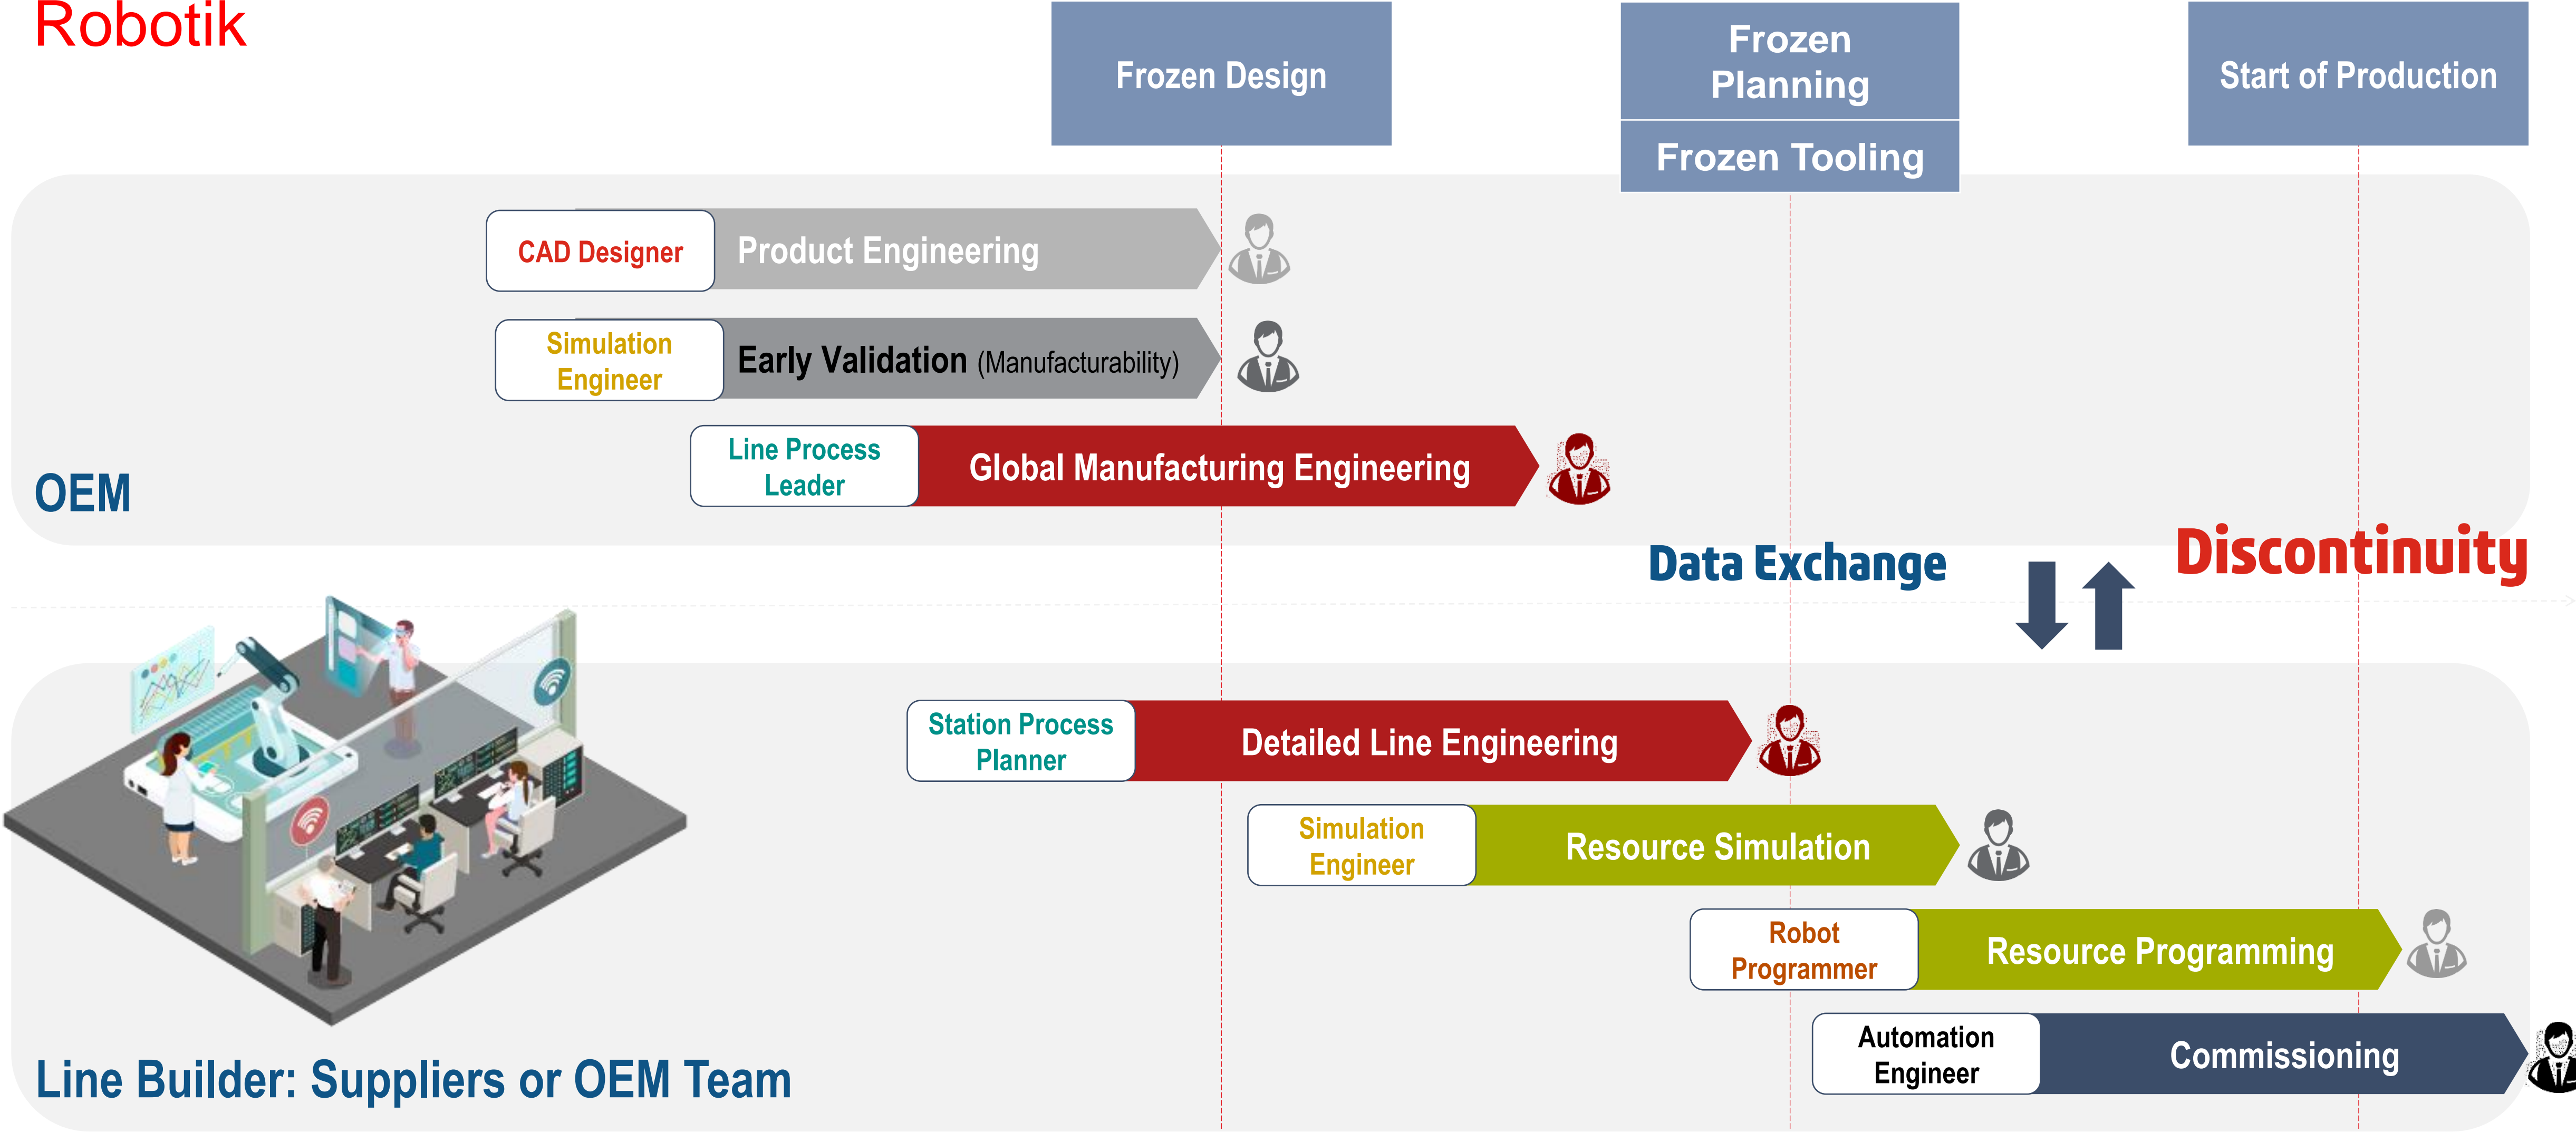 Robotik
Frozen Design
Frozen
Planning
Frozen Tooling
Start of Production
CAD Designer
Product Engineering
Simulation
Engineer
Early Validation (Manufacturability)
Line Process
Leader
Global Manufacturing Engineering
OEM
Data Exchange
Discontinuity
Station Process
Planner
Detailed Line Engineering
Simulation
Engineer
Resource Simulation
Robot
Programmer
Resource Programming
Automation
Engineer
Commissioning
Line Builder: Suppliers or OEM Team